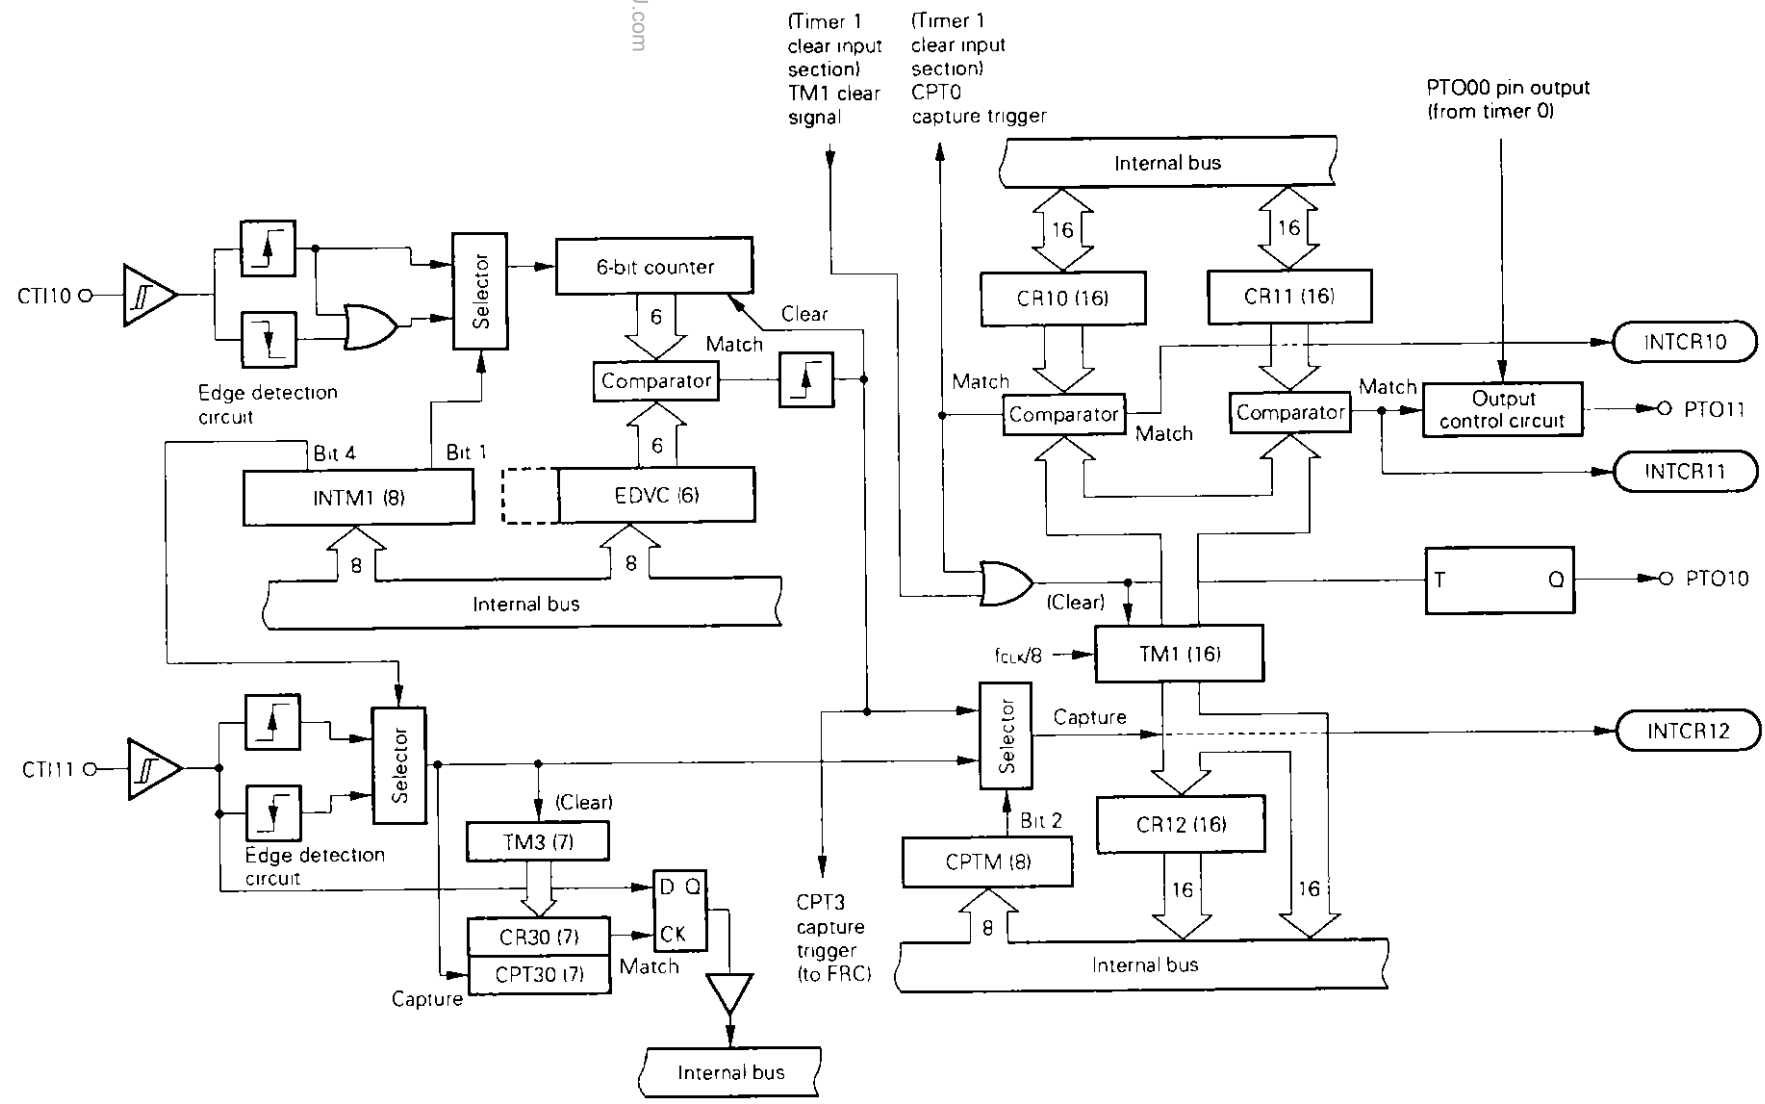 J.com
(Timer 1
clear input
section)
TM1 clear
signal
(Timer 1
clear input
section)
CPT0
capture trigger
PTO00 pin output
(from timer 0)
Internal bus
16
16
CR10 (16)
CR11 (16)
CTI10
Selector
6-bit counter
6
Clear
Match
Comparator
Edge detection
circuit
6
Bit 4
Bit 1
INTM1 (8)
EDVC (6)
8
8
Internal bus
Match
Comparator
Match
Comparator
Match
Output
control circuit
INTCR10
PTO11
INTCR11
(Clear)
T
Q
PTO10
fCLK/8
TM1 (16)
Selector
Capture
INTCR12
CTI11
Selector
(Clear)
Edge detection
circuit
TM3 (7)
D Q
CK
CR30 (7)
CPT30 (7)
Match
Capture
Bit 2
CPTM (8)
CR12 (16)
8
16
16
CPT3
capture
trigger
(to FRC)
Internal bus
Internal bus